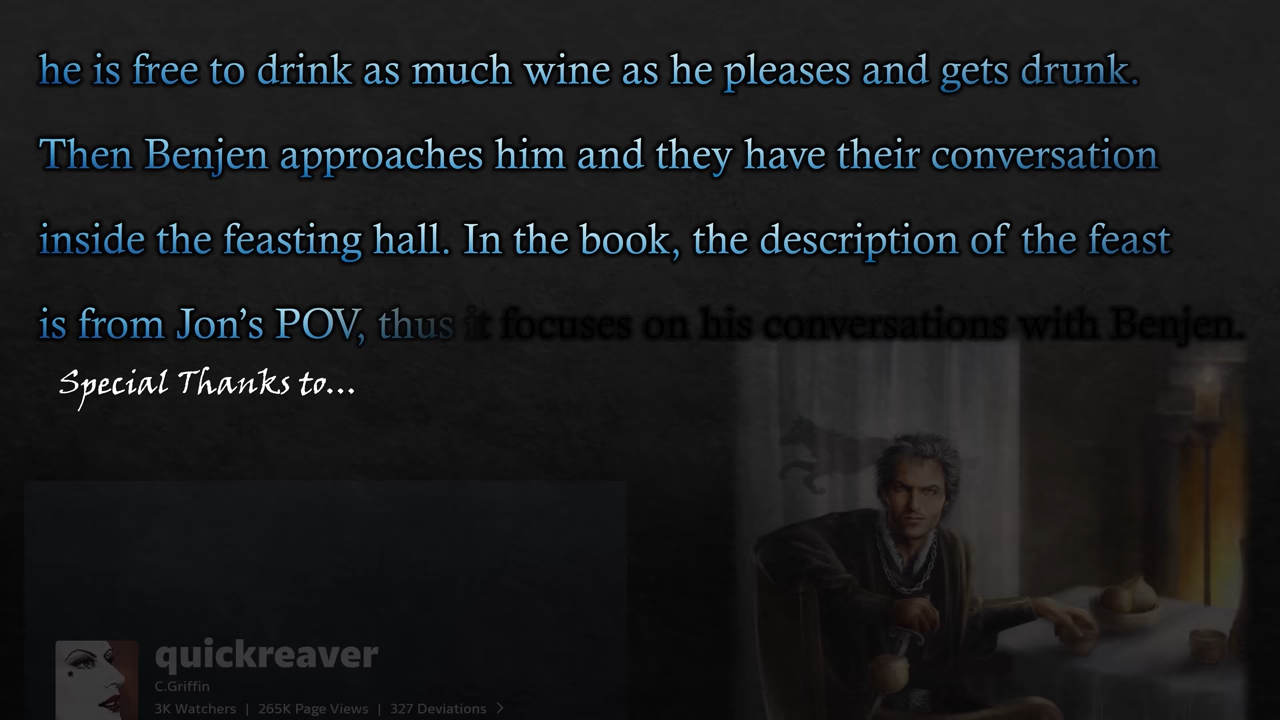 he is free to drink as much wine as he pleases and gets drunk.
Then Benjen approaches him and they have their conversation
inside the feasting hall. In the book, the description of the feast
is from Jon's POV, thus it focuses on his conversations with Benjen.
Special Thanks to...
quickreaver
C.Griffin
3K Watchers | 265K Page Views | 327 Deviations >